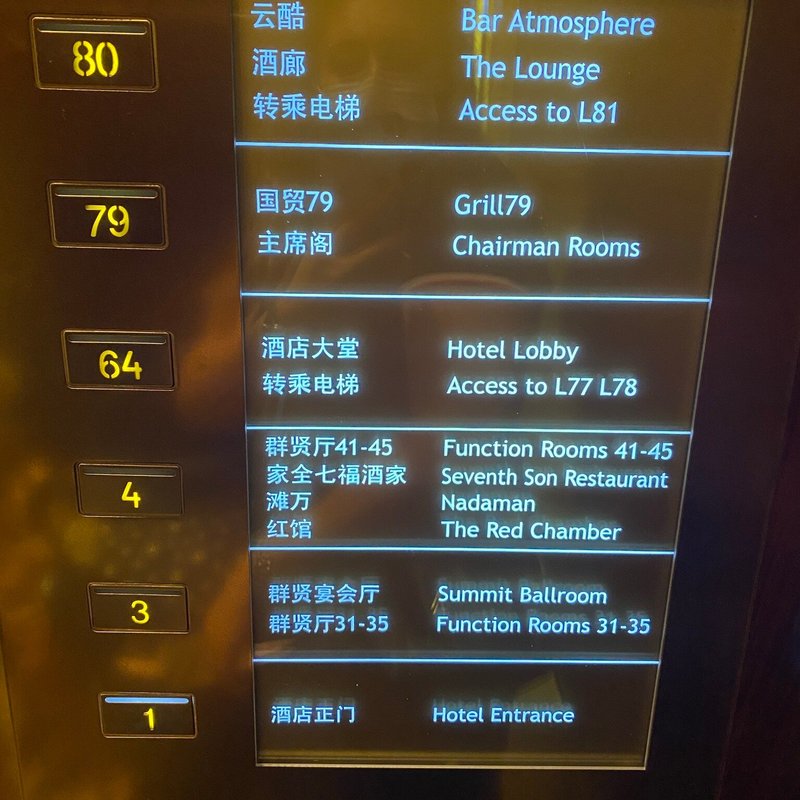 80
云酷 Bar Atmosphere
酒廊 The Lounge
转乘电梯 Access to L81
79
国贸79 Grill79
主席阁 Chairman Rooms
64
酒店大堂 Hotel Lobby
转乘电梯 Access to L77 L78
4
群贤厅41-45 Function Rooms 41-45
家全七福酒家 Seventh Son Restaurant
滩万 Nadaman
红馆 The Red Chamber
3
群贤宴会厅 Summit Ballroom
群贤厅31-35 Function Rooms 31-35
1
酒店正门 Hotel Entrance